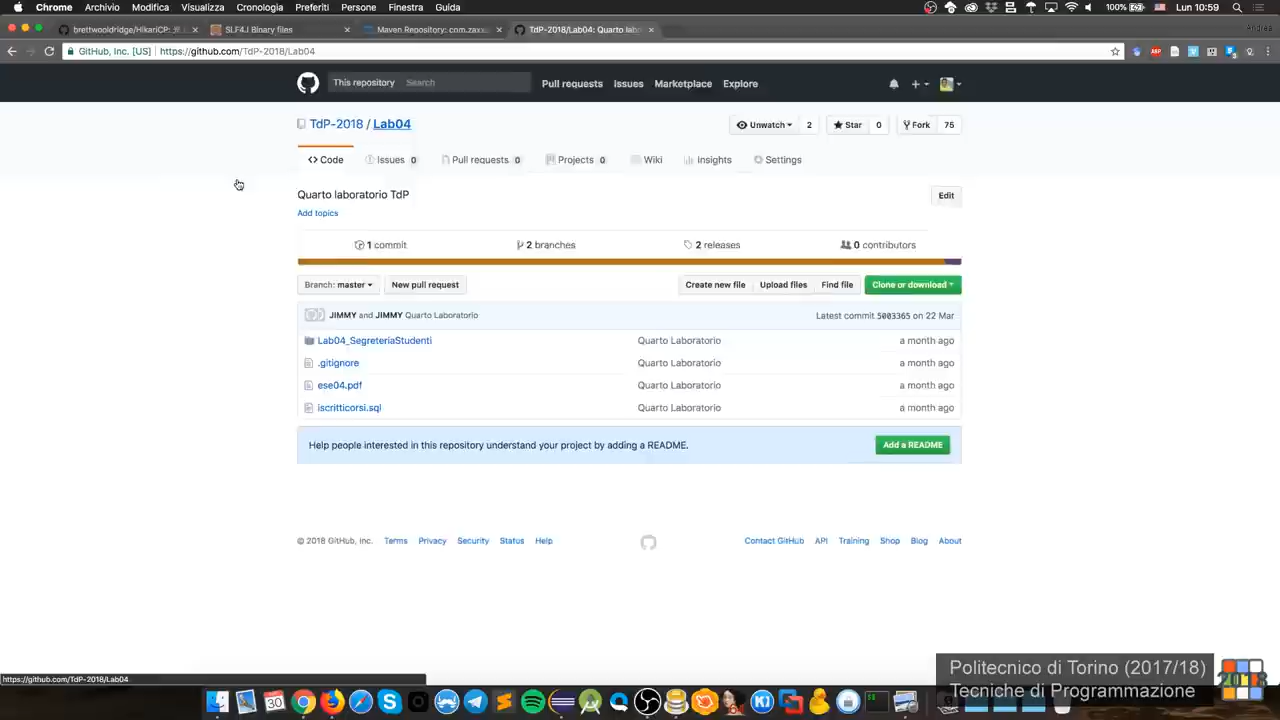 Chrome Archivio Modifica Visualizza Cronologia Preferiti Persone Finestra Guida 100% Lun 10:59
brettwooldridge/HikariCP: SLF4J Binary files Maven Repository: com.zaxx TdP-2018/Lab04: Quarto lab Andrea
GitHub, Inc. [US] https://github.com/TdP-2018/Lab04
This repository Search Pull requests Issues Marketplace Explore
TdP-2018 / Lab04 Unwatch 2 Star 0 Fork 75
Code Issues 0 Pull requests 0 Projects 0 Wiki Insights Settings
Quarto laboratorio TdP Edit
Add topics
1 commit 2 branches 2 releases 0 contributors
Branch: master New pull request Create new file Upload files Find file Clone or download
JIMMY and JIMMY Quarto Laboratorio Latest commit 5003365 on 22 Mar
Lab04_SegreteriaStudenti Quarto Laboratorio a month ago
.gitignore Quarto Laboratorio a month ago
ese04.pdf Quarto Laboratorio a month ago
iscritticorsi.sql Quarto Laboratorio a month ago
Help people interested in this repository understand your project by adding a README. Add a README
© 2018 GitHub, Inc. Terms Privacy Security Status Help Contact GitHub API Training Shop Blog About
https://github.com/TdP-2018/Lab04
Politecnico di Torino (2017/18)
Tecniche di Programmazione
2018